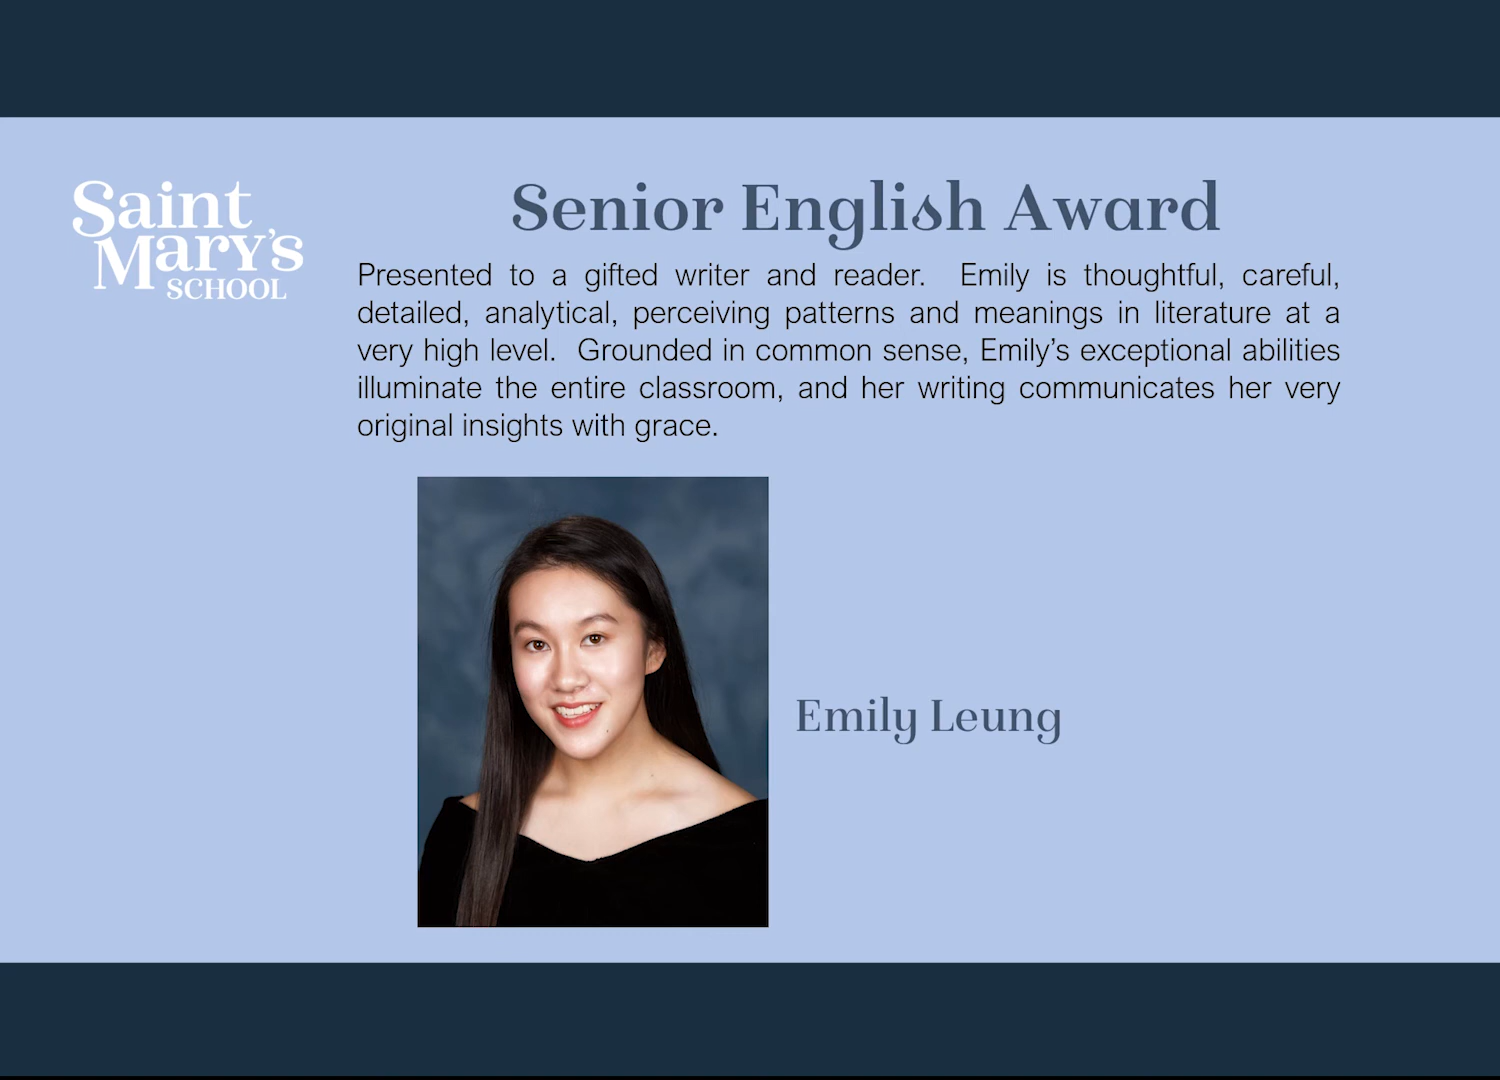 Saint
Mary's
SCHOOL
Senior English Award
Presented to a gifted writer and reader.  Emily is thoughtful, careful,
detailed, analytical, perceiving patterns and meanings in literature at a
very high level.  Grounded in common sense, Emily’s exceptional abilities
illuminate the entire classroom, and her writing communicates her very
original insights with grace.
Emily Leung